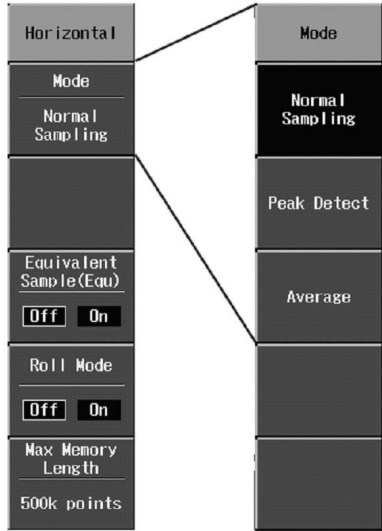 Horizontal
Mode
Normal
Sampling
Equivalent
Sample(Equ)
Off On
Roll Mode
Off On
Max Memory
Length
500k points
Mode
Normal
Sampling
Peak Detect
Average